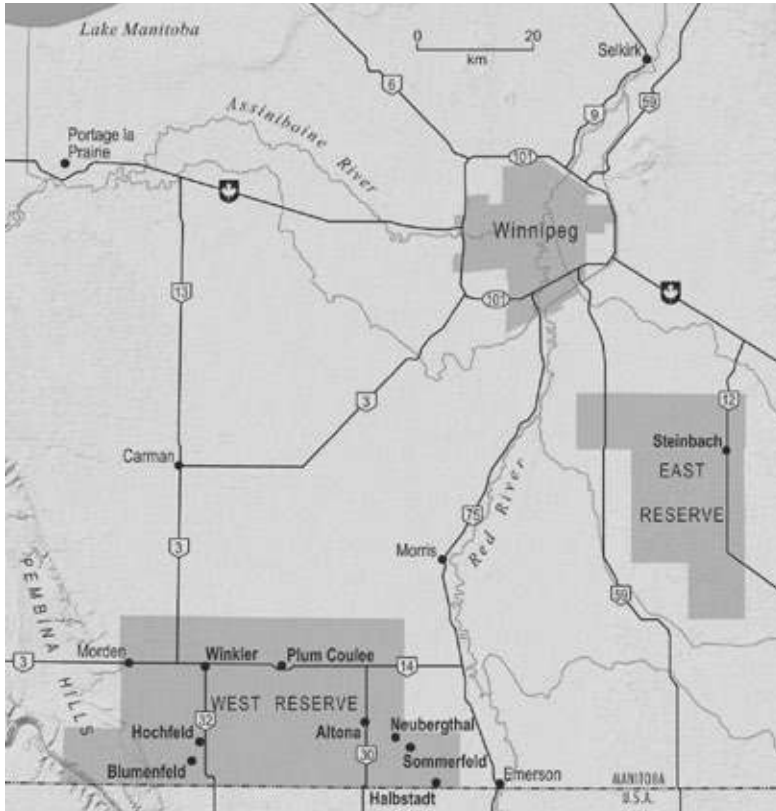 Lake Manitoba
0 20
km
Selkirk
6
9
59
Assiniboine
River
Portage la
Prairie
101
Winnipeg
13
101
3
12
Steinbach
EAST
RESERVE
Carman
75
Red River
3
Morris
59
PEMBINA HILLS
3
Morden
Winkler
Plum Coulee
14
WEST RESERVE
32
Hochfeld
Altona
Neubergthal
Blumenfeld
30
Sommerfeld
Halbstadt
Emerson
MANITOBA
U.S.A.